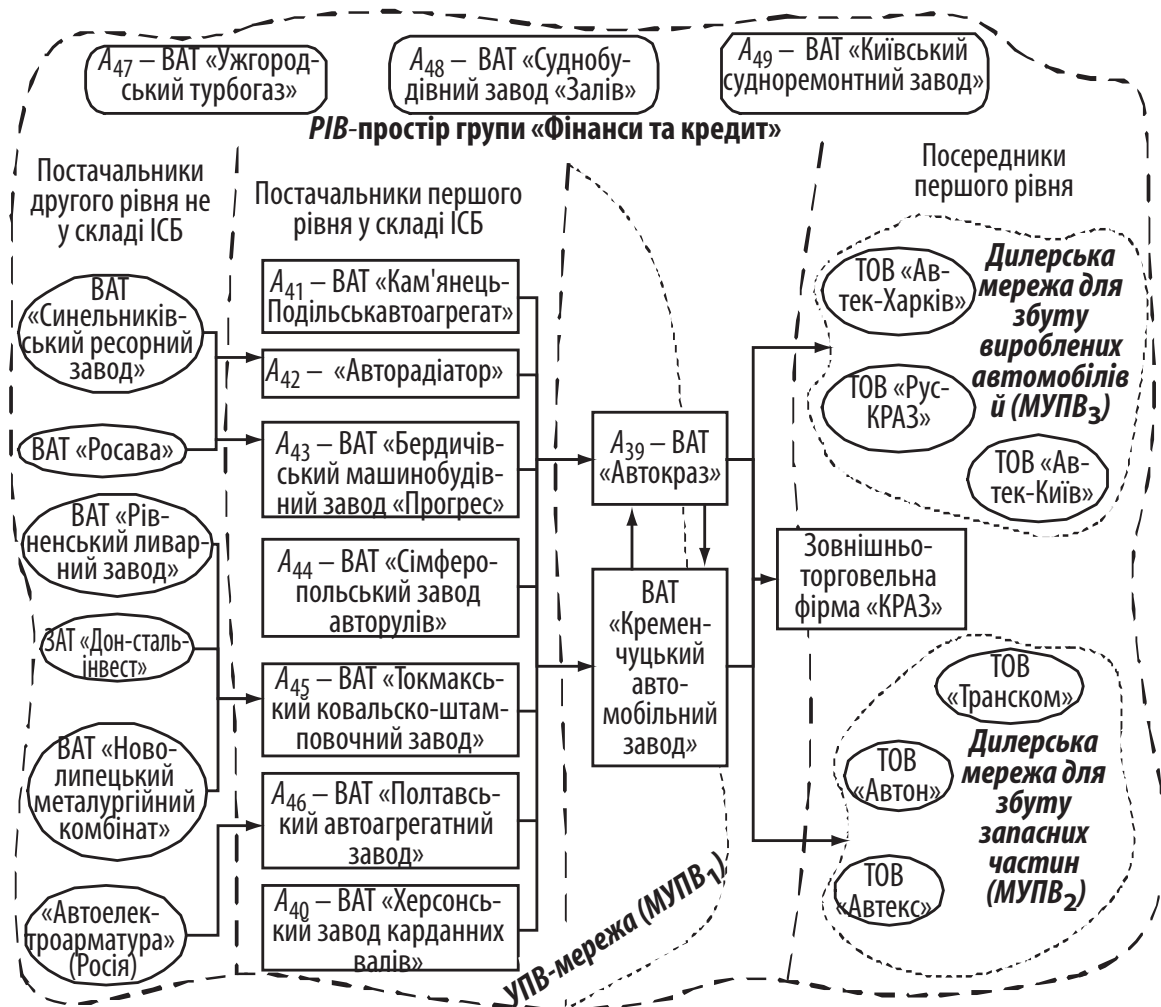 A47 – ВАТ «Ужгород-
ський турбогаз»
A48 – ВАТ «Суднобу-
дівний завод «Залів»
A49 – ВАТ «Київський
судноремонтний завод»
РІВ-простір групи «Фінанси та кредит»
Постачальники
другого рівня не
у складі ІСБ
Постачальники першого
рівня у складі ІСБ
Посередники
першого рівня
ВАТ
«Синельників-
ський ресорний
завод»
ВАТ «Росава»
ВАТ «Рів-
ненський ливар-
ний завод»
ЗАТ «Дон-сталь-
інвест»
ВАТ «Ново-
липецький
металургійний
комбінат»
«Автоелек-
троарматура»
(Росія)
A41 – ВАТ «Кам'янець-
Подільськавтоагрегат»
A42 – «Авторадіатор»
A43 – ВАТ «Бердичів-
ський машинобудів-
ний завод «Прогрес»
A44 – ВАТ «Сімферо-
польський завод
авторулів»
A45 – ВАТ «Токмаксь-
кий ковальско-штам-
повочний завод»
A46 – ВАТ «Полтавсь-
кий автоагрегатний
завод»
A40 – ВАТ «Херсонсь-
кий завод карданних
валів»
A39 – ВАТ
«Автокраз»
ВАТ
«Кремен-
чуцький
авто-
мобільний
завод»
УПВ-мережа (МУПВ1)
ТОВ «Ав-
тек-Харків»
ТОВ «Рус-
КРАЗ»
ТОВ «Ав-
тек-Київ»
Дилерська
мережа для
збуту
вироблених
автомобілів
й (МУПВ3)
Зовнішньо-
торговельна
фірма «КРАЗ»
ТОВ
«Транском»
ТОВ
«Автон»
ТОВ
«Автекс»
Дилерська
мережа для
збуту
запасних
частин
(МУПВ2)